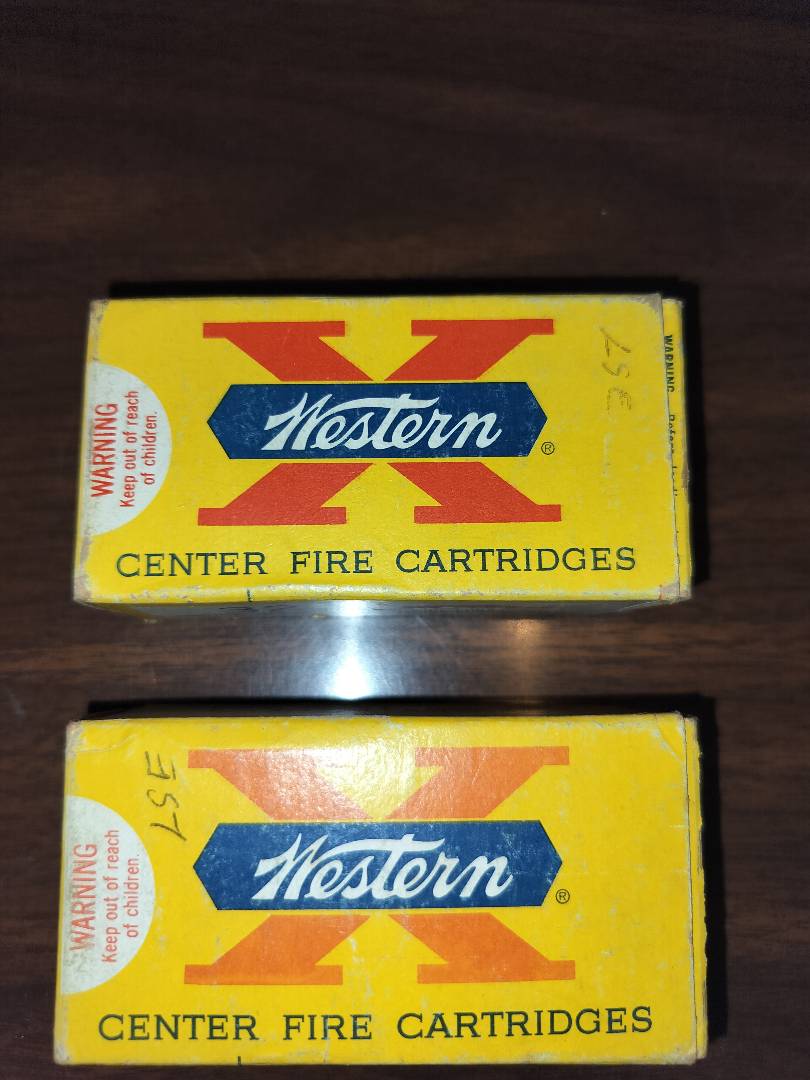 WARNING
Keep out of reach
of children.
Western
®
CENTER FIRE CARTRIDGES
357
WARNING
WARNING
Keep out of reach
of children.
357
Western
®
CENTER FIRE CARTRIDGES